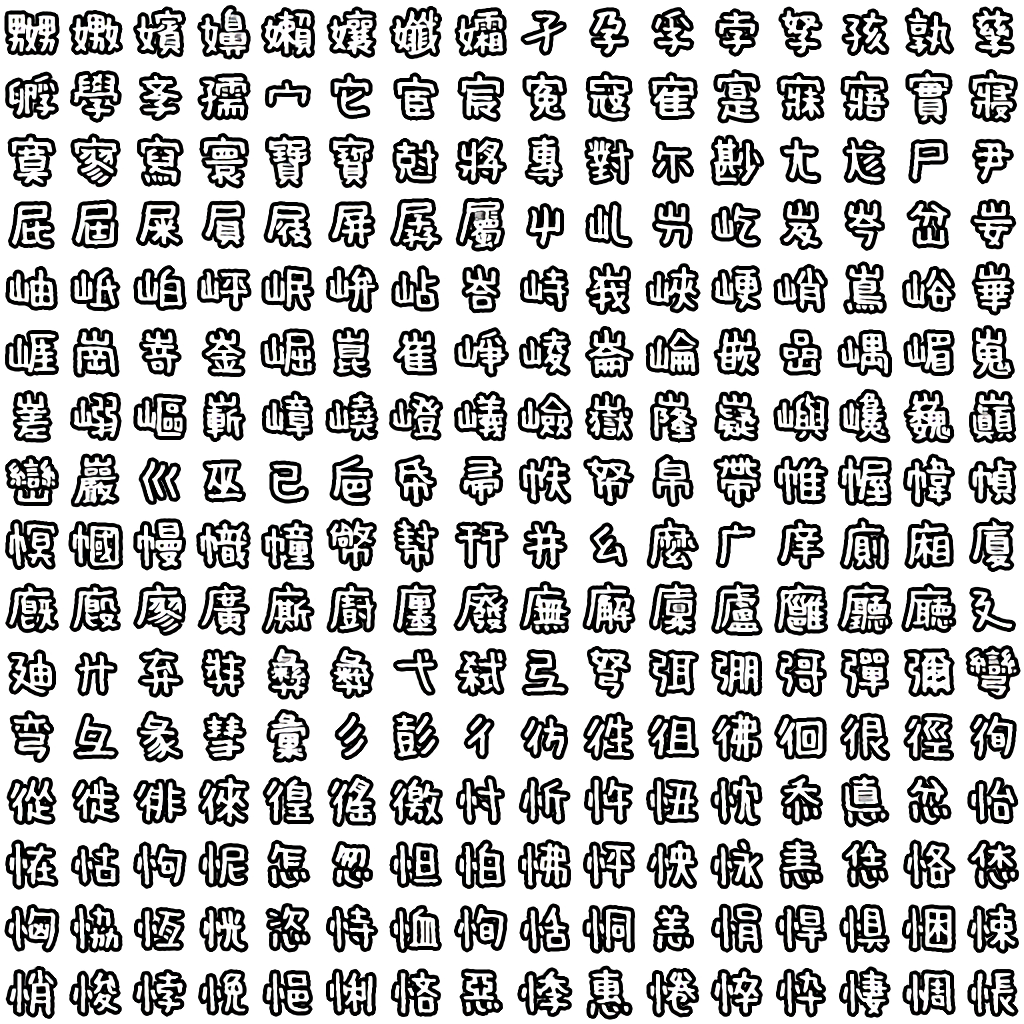 嬰嫩嬪嬶嬾孃孅孀孑孕孚孛孥孩孰孳
孵學斈孺宀它宦宸寃寇寉寔寐寤實寢
寞寥寫寰寶寳尅將專對尓尠尢尨尸尹
屁屆屎屓屐屏孱屬屮乢屶屹岌岑岔妛
岫岻岶岼岷峅岾峇峙峩峽峺峭嶌峪崋
崕崗嵜崟崛崑崔崢崚崙崘嵌嵒嵎嵋嵬
嵳嵶嶇嶄嶂嶢嶝嶬嶮嶽嶐嶷嶼巉巍巓
巒巖巛巫已巵帋帚帙帑帛帶帷幄幃幀
幎幗幔幟幢幤幇幵并幺麼广庠廁廂廈
廐廏廖廣廝廚廛廢廡廨廩廬廱廳廰廴
廸廾弃弉彝彜弋弑弖弩弭弸彁彈彌彎
弯彑彖彗彙彡彭彳彷徃徂彿徊很徑徇
從徙徘徠徨徭徼忖忻忤忸忱忝悳忿怡
恠怙怐怩怎怱怛怕怫怦怏怺恚恁恪恷
恟恊恆恍恣恃恤恂恬恫恙悁悍惧悃悚
悄悛悖悗悒悧悋惡悸惠惓悴忰悽惆悵